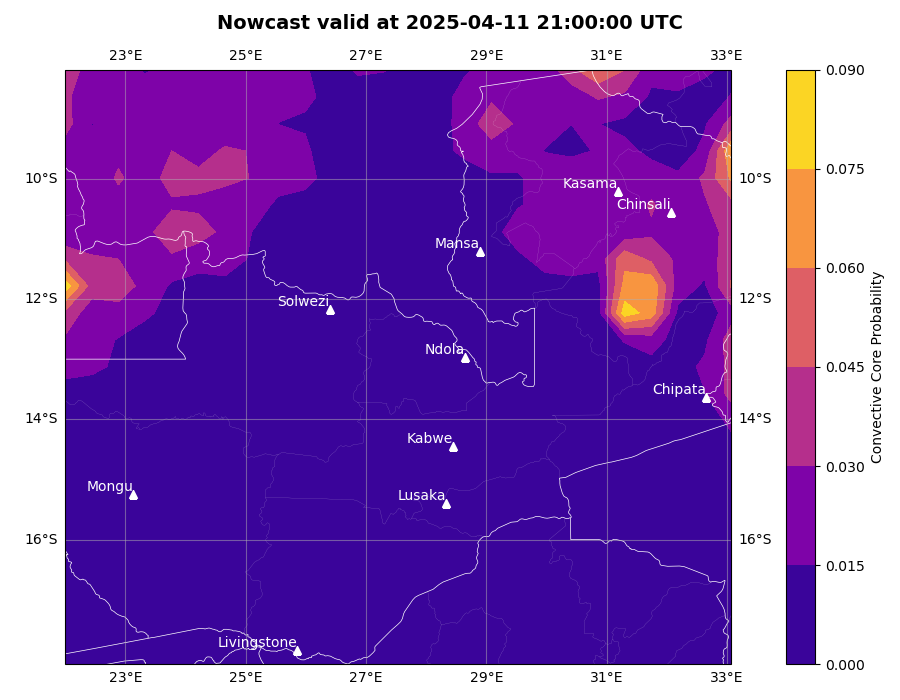 Nowcast valid at 2025-04-11 21:00:00 UTC
23°E 25°E 27°E 29°E 31°E 33°E
0.090
0.075
10°S Kasama 10°S
Chinsali
Mansa
0.060
12°S Solwezi 12°S
Ndola
0.045
Chipata
14°S 14°S
Kabwe
0.030
Mongu Lusaka
16°S 16°S
0.015
Livingstone
0.000
Convective Core Probability
23°E 25°E 27°E 29°E 31°E 33°E